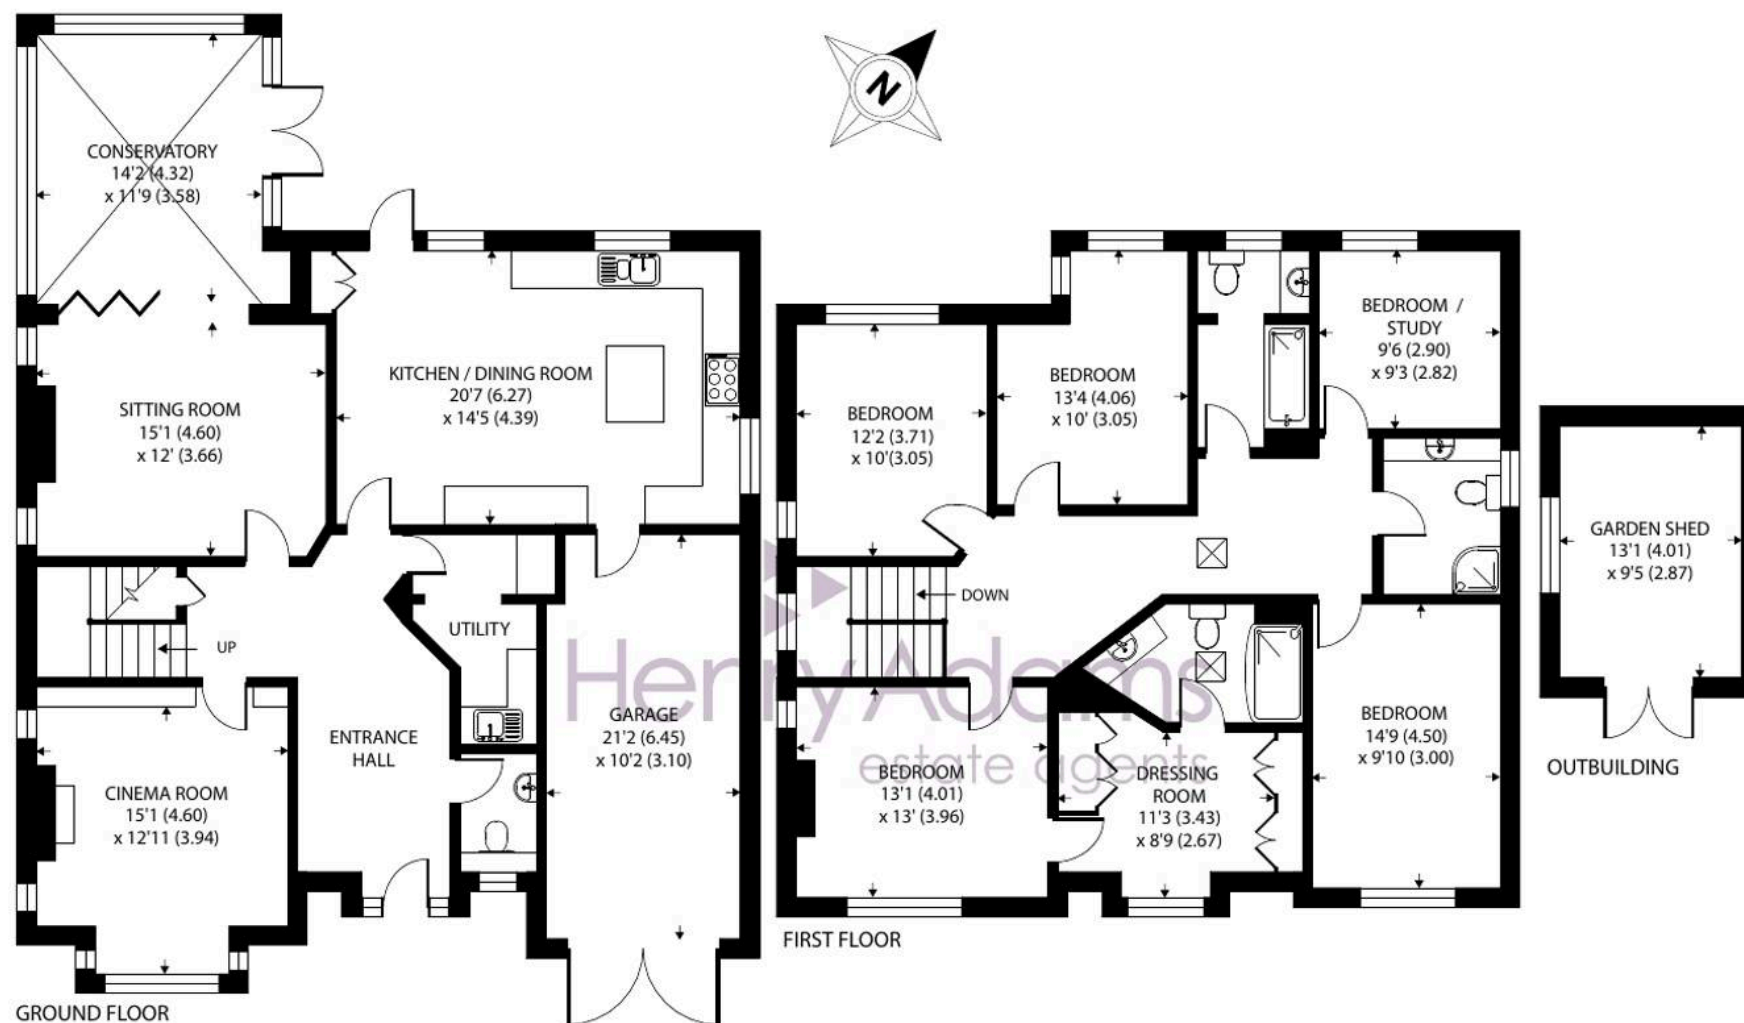 N
CONSERVATORY
14'2 (4.32)
x 11'9 (3.58)
SITTING ROOM
15'1 (4.60)
x 12' (3.66)
KITCHEN / DINING ROOM
20'7 (6.27)
x 14'5 (4.39)
UP
UTILITY
ENTRANCE
HALL
CINEMA ROOM
15'1 (4.60)
x 12'11 (3.94)
GARAGE
21'2 (6.45)
x 10'2 (3.10)
GROUND FLOOR
BEDROOM
12'2 (3.71)
x 10'(3.05)
BEDROOM
13'4 (4.06)
x 10' (3.05)
BEDROOM /
STUDY
9'6 (2.90)
x 9'3 (2.82)
DOWN
BEDROOM
13'1 (4.01)
x 13' (3.96)
DRESSING
ROOM
11'3 (3.43)
x 8'9 (2.67)
BEDROOM
14'9 (4.50)
x 9'10 (3.00)
FIRST FLOOR
GARDEN SHED
13'1 (4.01)
x 9'5 (2.87)
OUTBUILDING
Henry Adams
estate agents